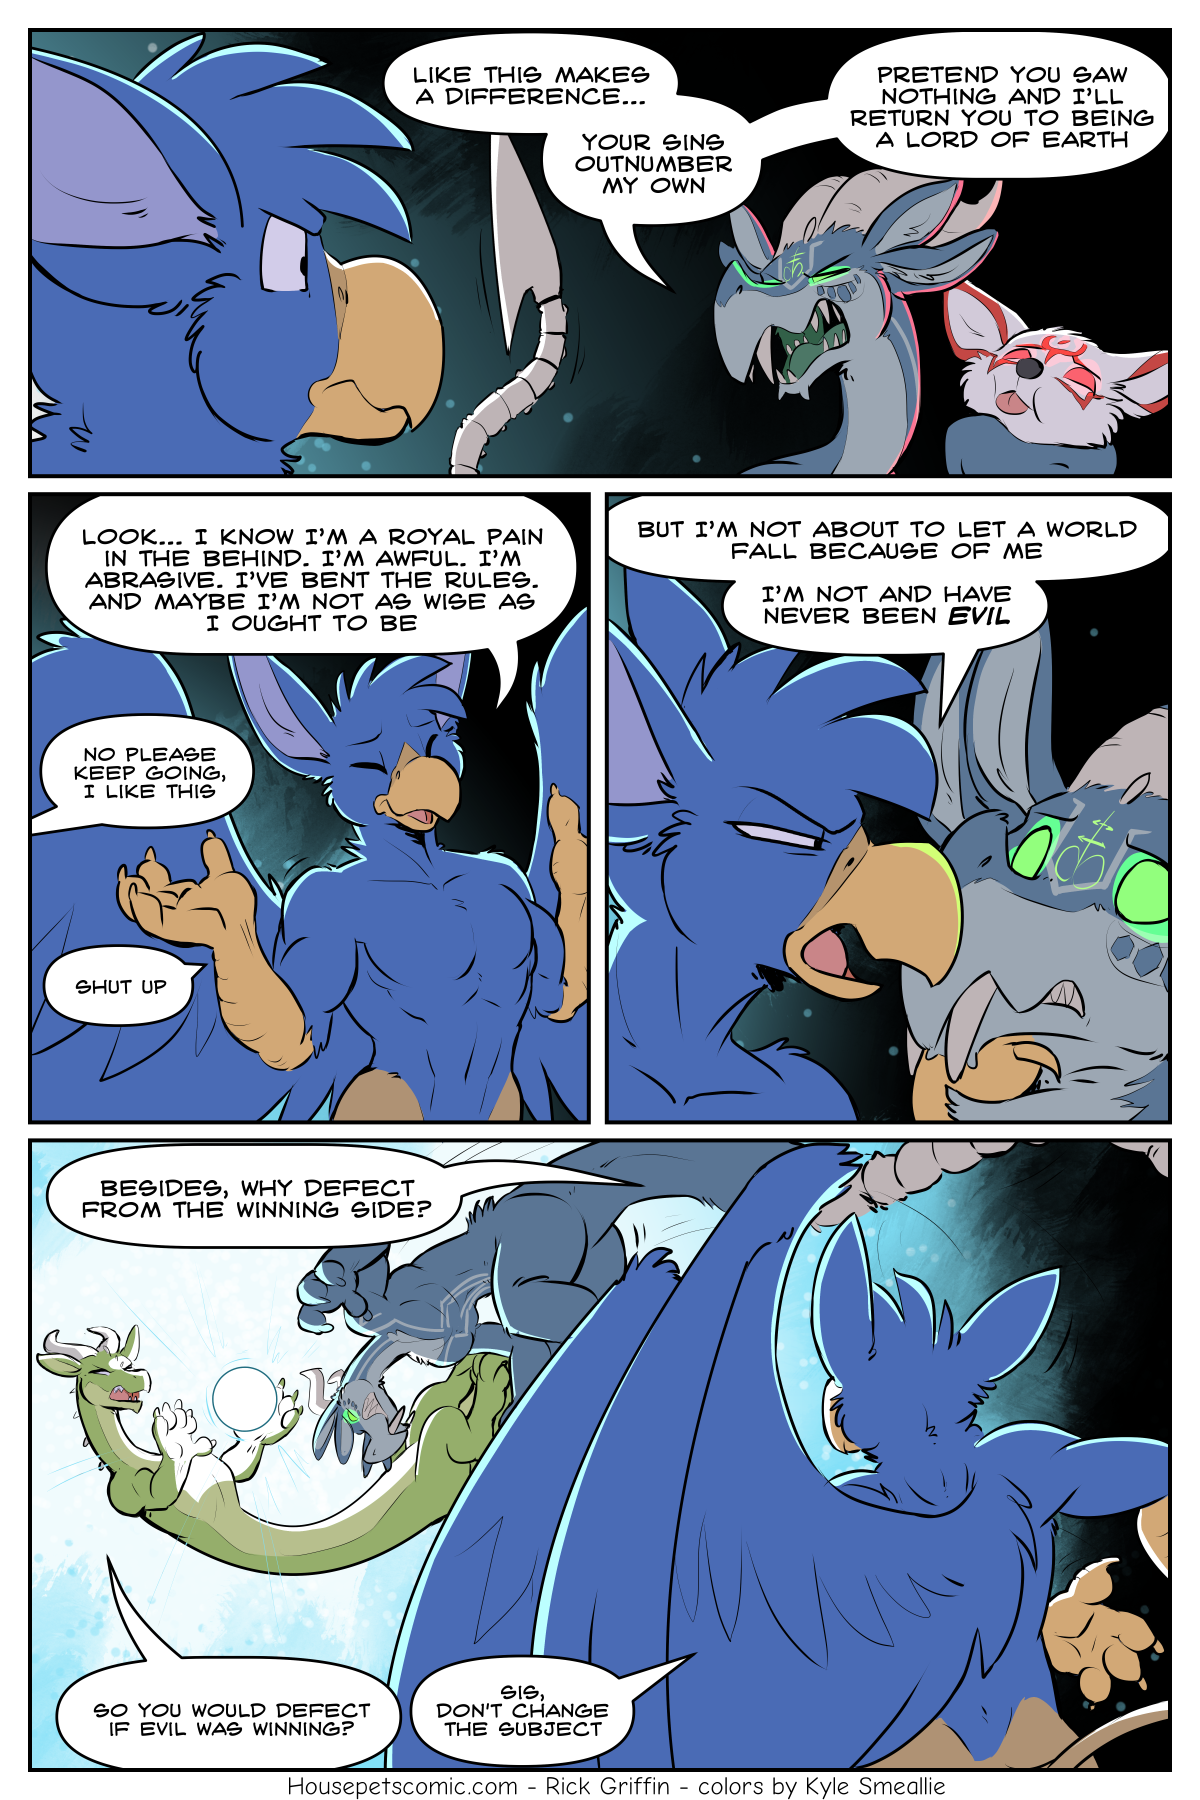 LIKE THIS MAKES
A DIFFERENCE...
YOUR SINS
OUTNUMBER
MY OWN
PRETEND YOU SAW
NOTHING AND I'LL
RETURN YOU TO BEING
A LORD OF EARTH
LOOK... I KNOW I'M A ROYAL PAIN
IN THE BEHIND. I'M AWFUL. I'M
ABRASIVE. I'VE BENT THE RULES.
AND MAYBE I'M NOT AS WISE AS
I OUGHT TO BE
NO PLEASE
KEEP GOING,
I LIKE THIS
SHUT UP
BUT I'M NOT ABOUT TO LET A WORLD
FALL BECAUSE OF ME
I'M NOT AND HAVE
NEVER BEEN EVIL
BESIDES, WHY DEFECT
FROM THE WINNING SIDE?
SO YOU WOULD DEFECT
IF EVIL WAS WINNING?
SIS,
DON'T CHANGE
THE SUBJECT
Housepetscomic.com - Rick Griffin - colors by Kyle Smeallie